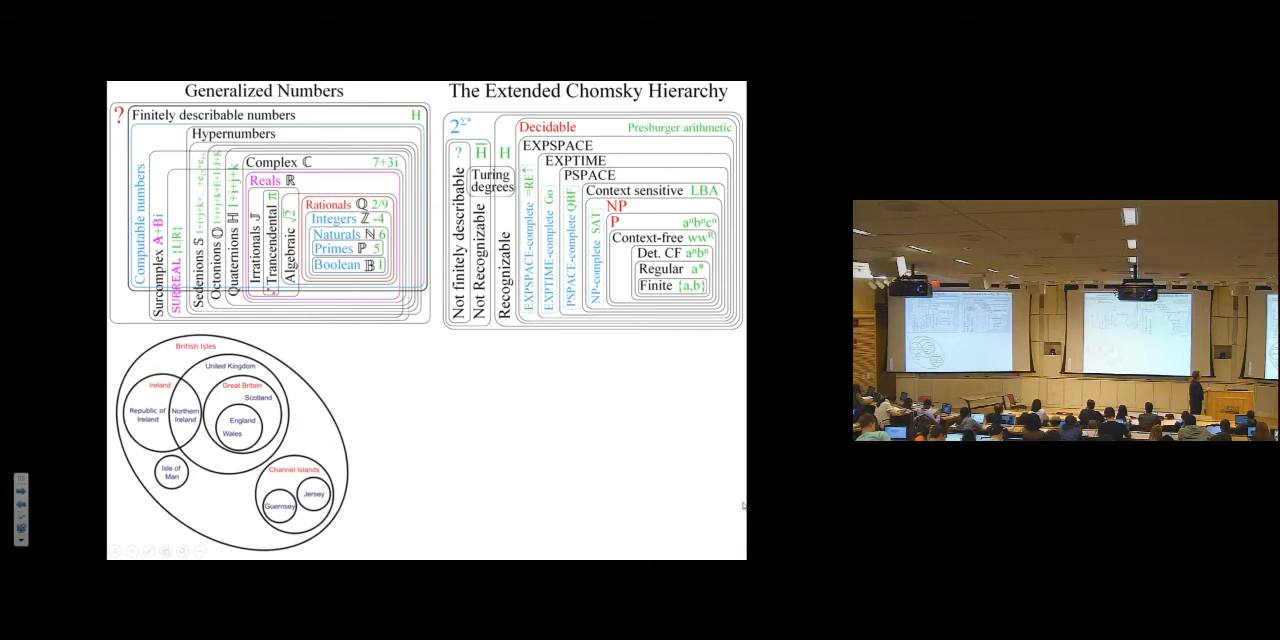 Generalized Numbers
? Finitely describable numbers H
Hypernumbers
Computable numbers
Surcomplex A+Bi
SURREAL {L|R}
Sedenions 𝕊
Octonions 𝕆 1+i+j+k+E+I+J+K
Quaternions ℍ 1+i+j+k
Complex ℂ 7+3i
Reals ℝ
Irrationals 𝕁
Trancendental π
Algebraic √2
Rationals ℚ 2/9
Integers ℤ -4
Naturals ℕ 6
Primes ℙ 5
Boolean 𝔹 1
The Extended Chomsky Hierarchy
Not finitely describable ?
Not Recognizable H̅
Turing
degrees
Recognizable H
Decidable Presburger arithmetic
EXPSPACE
EXPTIME
PSPACE
EXPSPACE-complete =RE↑
EXPTIME-complete Go
PSPACE-complete QBF
Context sensitive LBA
NP
NP-complete SAT
P aⁿbⁿcⁿ
Context-free wwᴿ
Det. CF aⁿbⁿ
Regular a*
Finite {a,b}
British Isles
United Kingdom
Ireland
Great Britain
Scotland
Republic of
Ireland
Northern
Ireland
England
Wales
Isle of
Man
Channel Islands
Jersey
Guernsey